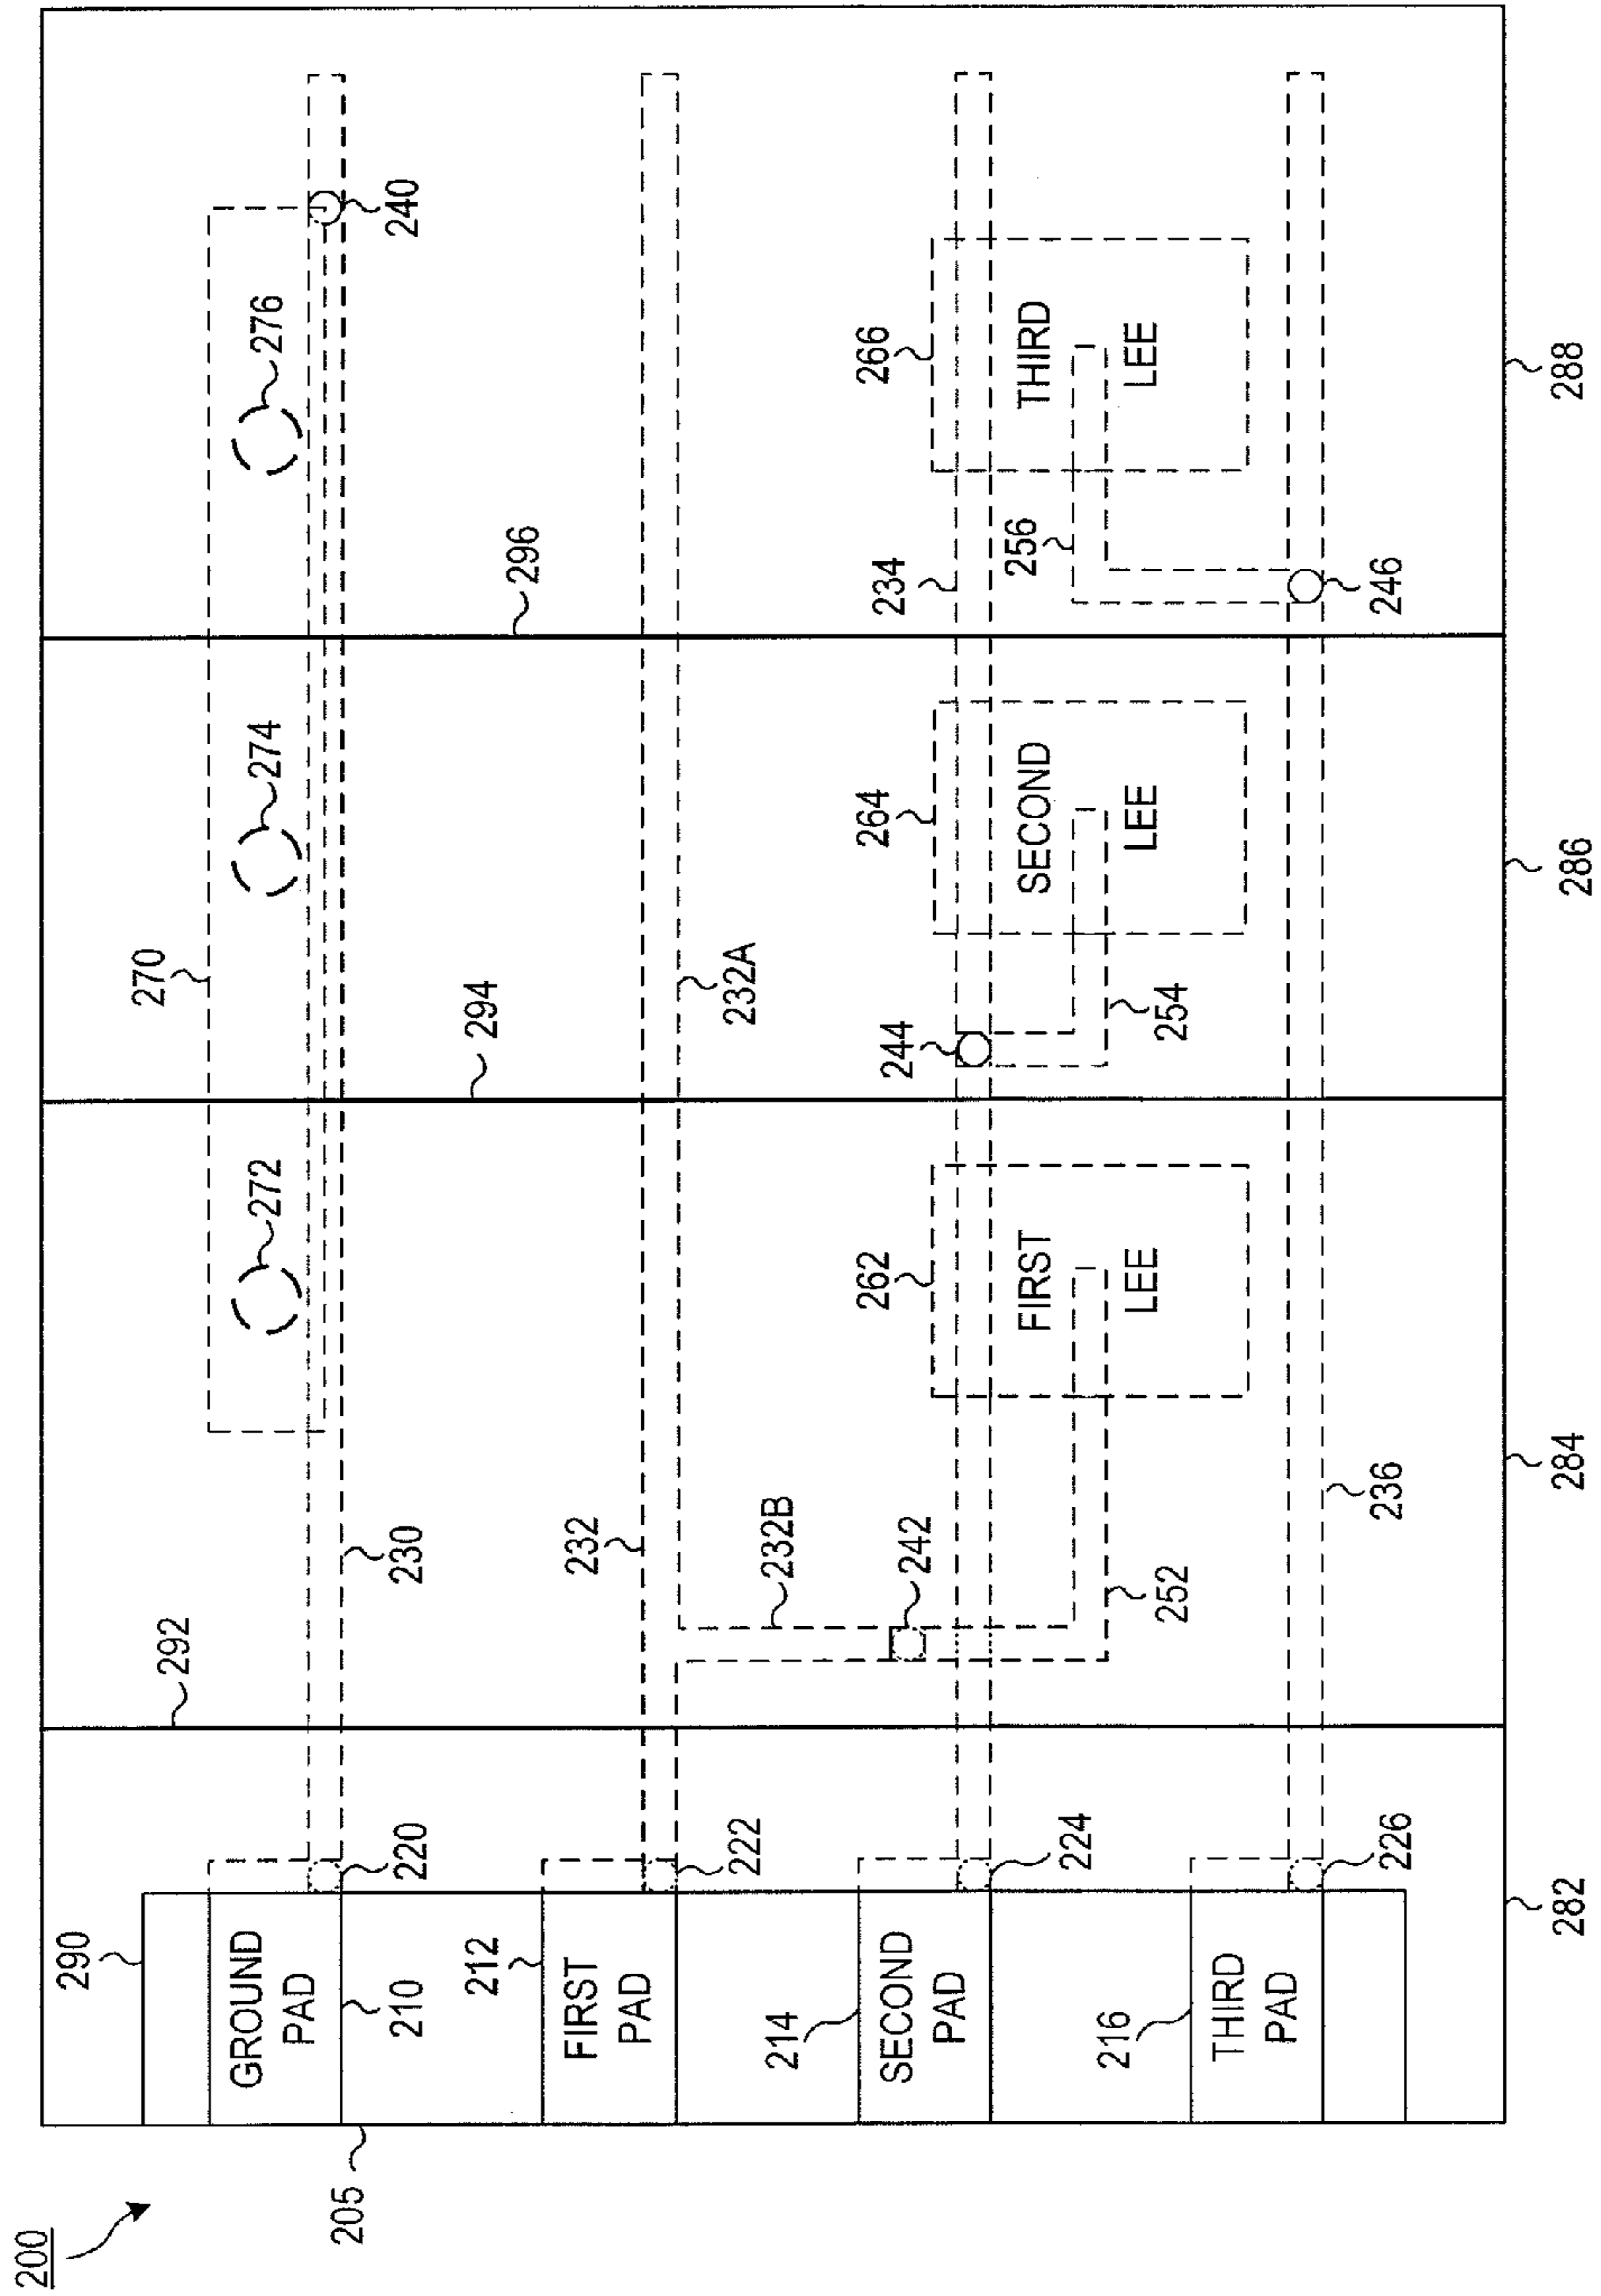 200
205
290
GROUND
PAD
210
220
212
FIRST
PAD
222
214
SECOND
PAD
224
216
THIRD
PAD
226
282
292
230
232
232B
242
252
236
284
272
262
FIRST
LEE
270
294
232A
244
254
274
264
SECOND
LEE
286
296
234
256
246
276
240
266
THIRD
LEE
288